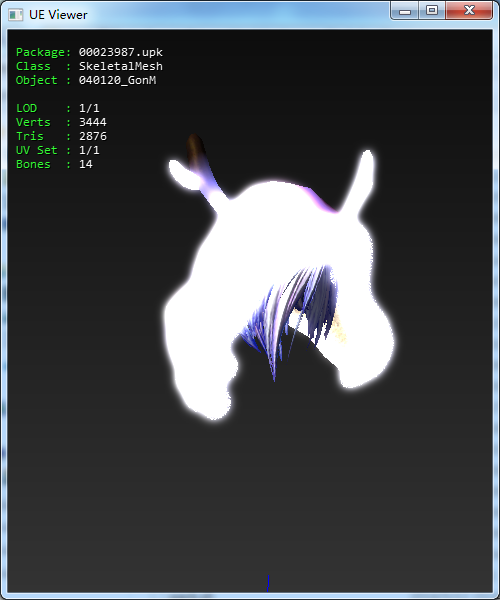 UE Viewer
Package: 00023987.upk
Class  : SkeletalMesh
Object : 040120_GonM
LOD    : 1/1
Verts  : 3444
Tris   : 2876
UV Set : 1/1
Bones  : 14